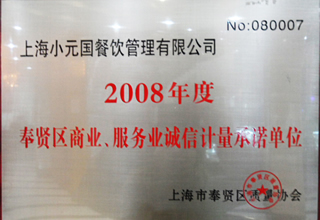 No:080007
上海小元国餐饮管理有限公司
2008年度
奉贤区商业、服务业诚信计量承诺单位
上海市奉贤区质量协会